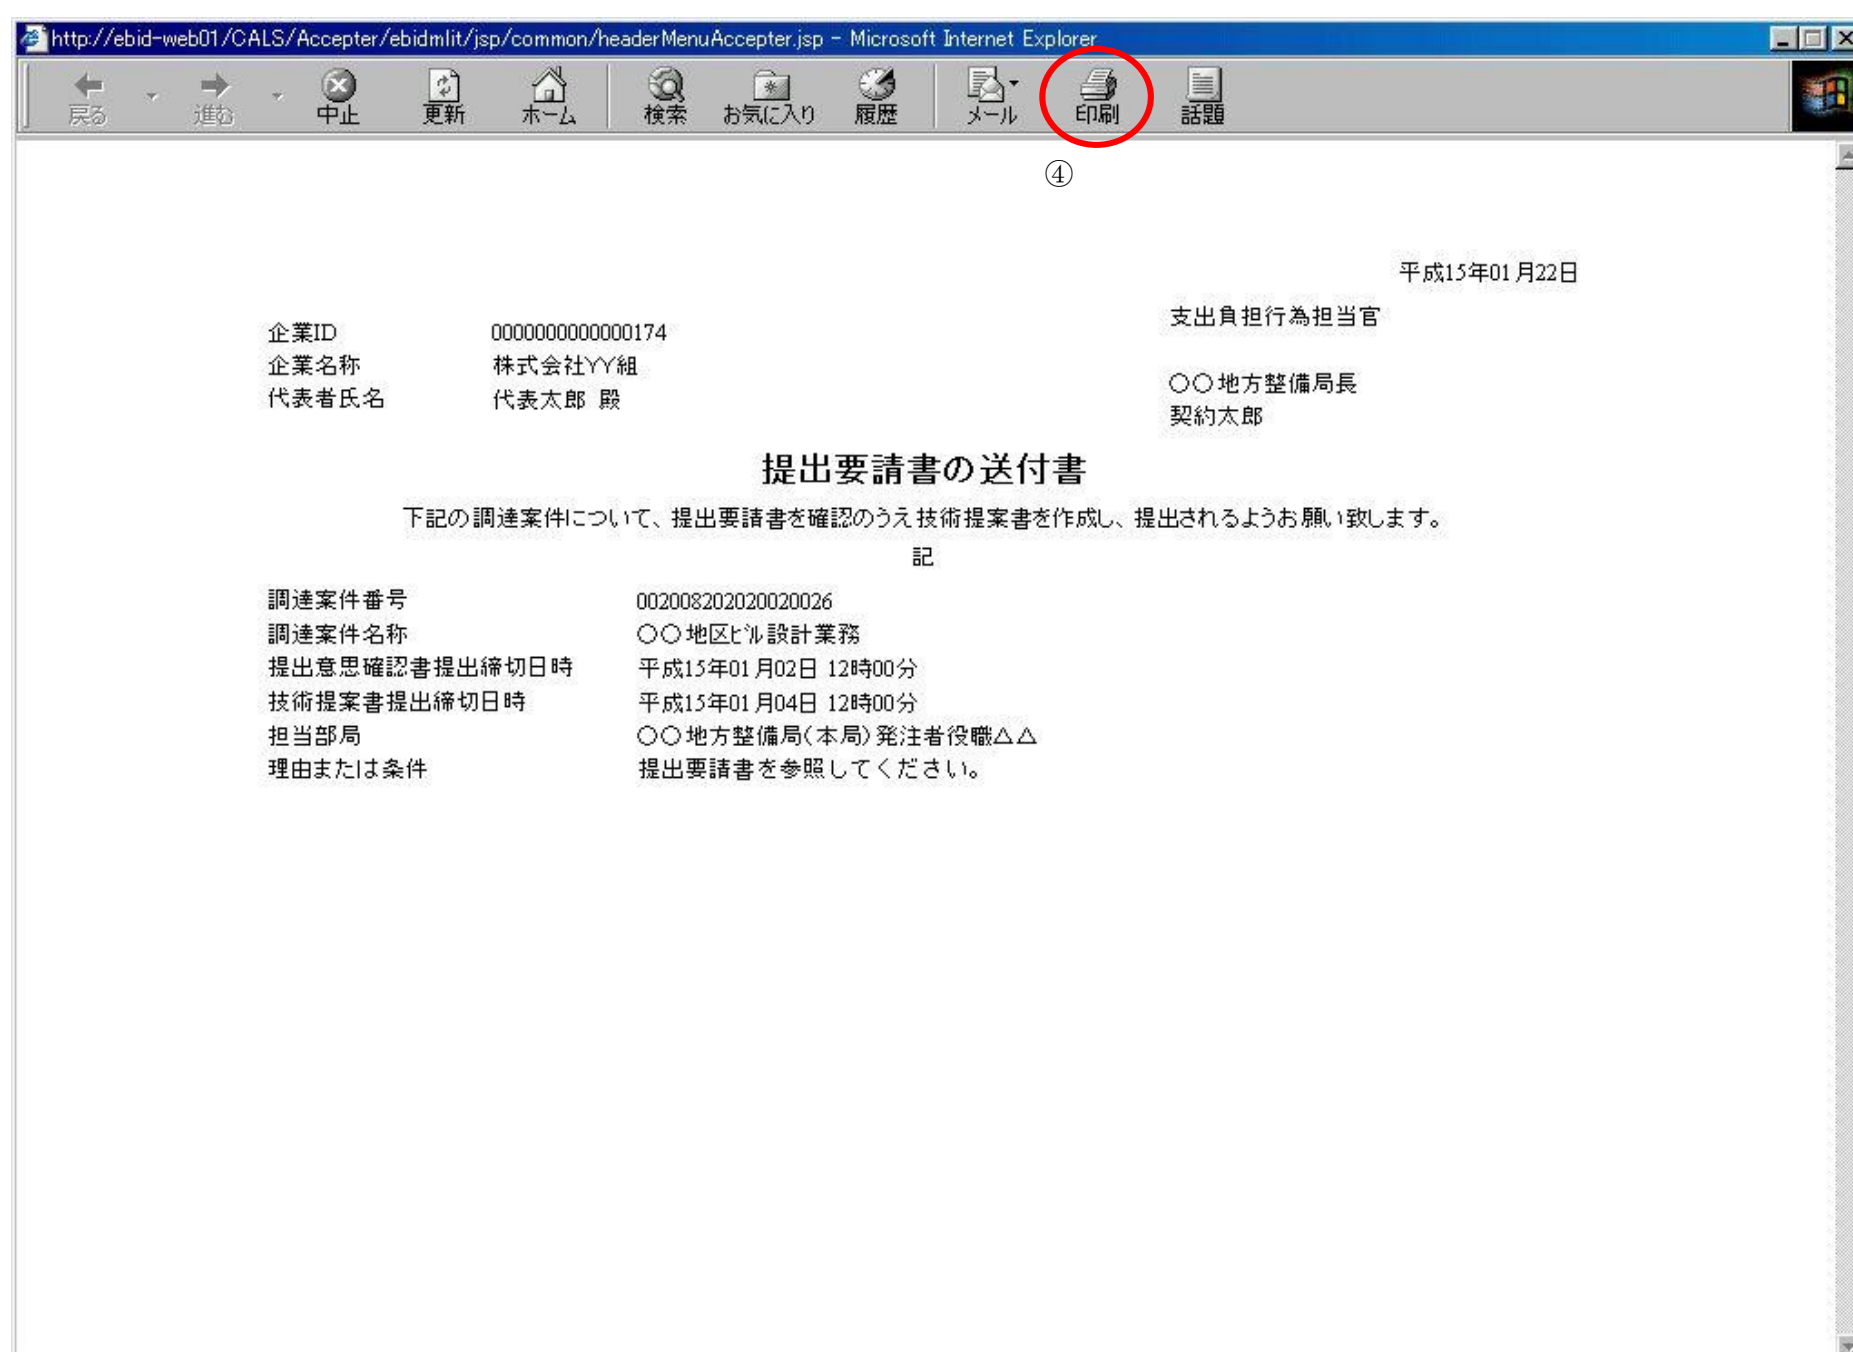 http://ebid-web01/CALS/Accepter/ebidmlit/jsp/common/headerMenuAccepter.jsp - Microsoft Internet Explorer
戻る 進む 中止 更新 ホーム 検索 お気に入り 履歴 メール 印刷 話題
④
平成15年01月22日
支出負担行為担当官
企業ID 0000000000000174
企業名称 株式会社YY組
〇〇地方整備局長
代表者氏名 代表太郎 殿
契約太郎
提出要請書の送付書
下記の調達案件について、提出要請書を確認のうえ技術提案書を作成し、提出されるようお願い致します。
記
調達案件番号 002008202020020026
調達案件名称 〇〇地区ビル設計業務
提出意思確認書提出締切日時 平成15年01月02日 12時00分
技術提案書提出締切日時 平成15年01月04日 12時00分
担当部局 〇〇地方整備局(本局)発注者役職△△
理由または条件 提出要請書を参照してください。